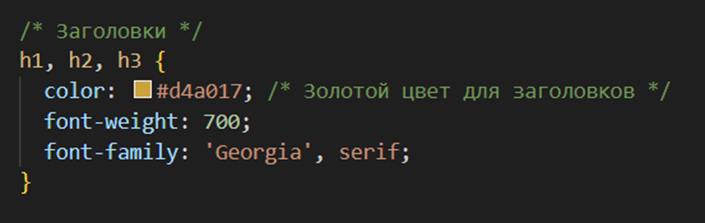 /* Заголовки */
h1, h2, h3 {
  color: #d4a017; /* Золотой цвет для заголовков */
  font-weight: 700;
  font-family: 'Georgia', serif;
}